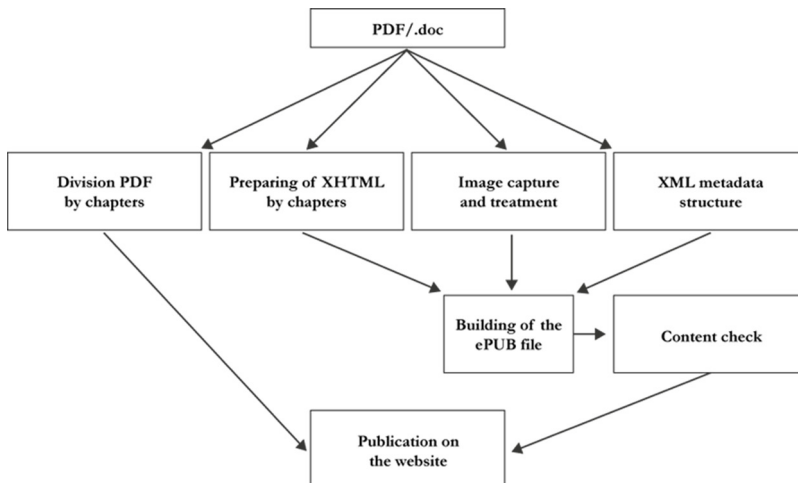 PDF/.doc
Division PDF
by chapters
Preparing of XHTML
by chapters
Image capture
and treatment
XML metadata
structure
Building of the
ePUB file
Content check
Publication on
the website